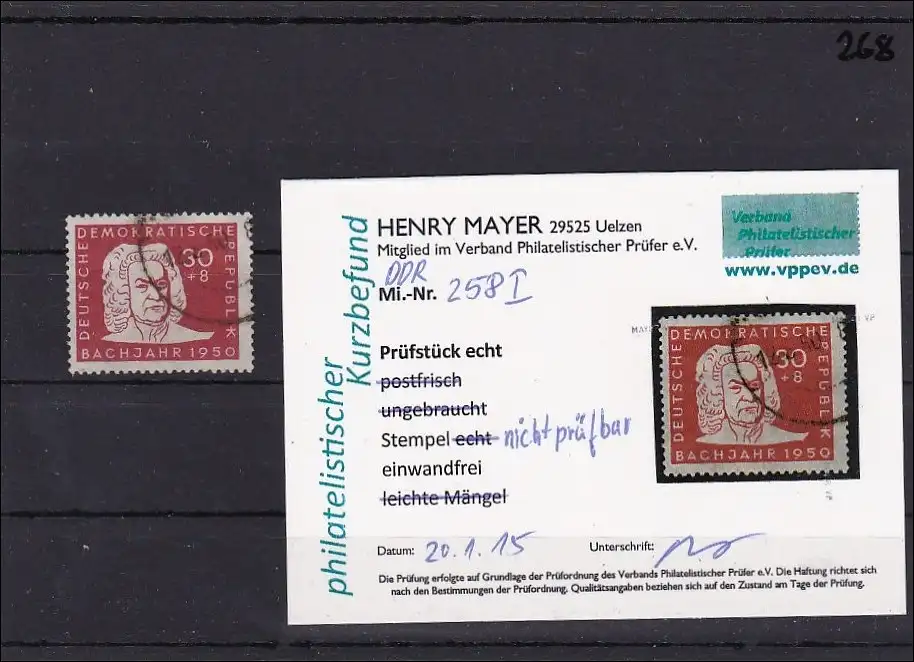 268
DEUTSCHE DEMOKRATISCHE REPUBLIK
30
+8
BACHJAHR 1950
philatelistischer
Kurzbefund
HENRY MAYER 29525 Uelzen
Mitglied im Verband Philatelistischer Prüfer e.V.
DDR
Mi.-Nr. 258 I
Verband
Philatelistischer
Prüfer
www.vppev.de
Prüfstück echt
postfrisch
ungebraucht
Stempel echt nicht prüfbar
einwandfrei
leichte Mängel
DEUTSCHE DEMOKRATISCHE REPUBLIK
30
+8
BACHJAHR 1950
Datum: 20.1.15
Unterschrift:
Die Prüfung erfolgte auf Grundlage der Prüfordnung des Verbands Philatelistischer Prüfer e.V. Die Haftung richtet sich
nach den Bestimmungen der Prüfordnung. Qualitätsangaben beziehen sich auf den Zustand am Tage der Prüfung.